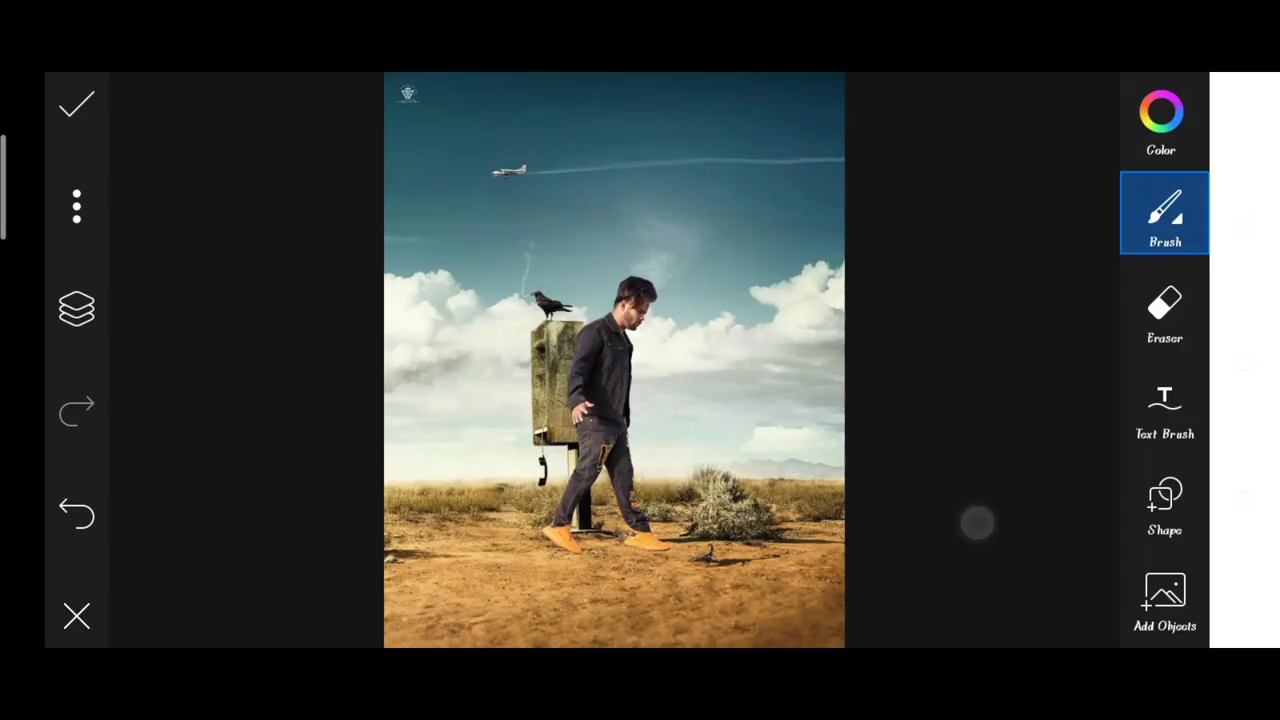 Color
Brush
Eraser
Text Brush
Shape
Add Objects